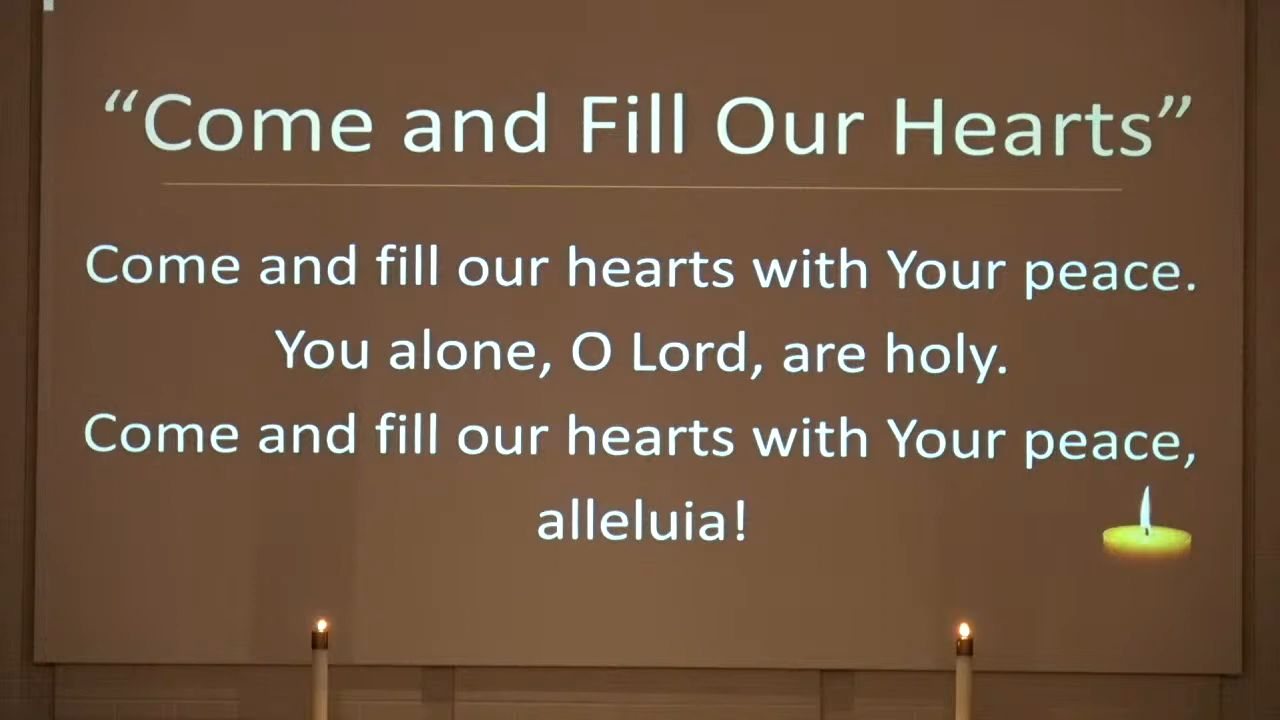 “Come and Fill Our Hearts”
Come and fill our hearts with Your peace.
You alone, O Lord, are holy.
Come and fill our hearts with Your peace,
alleluia!